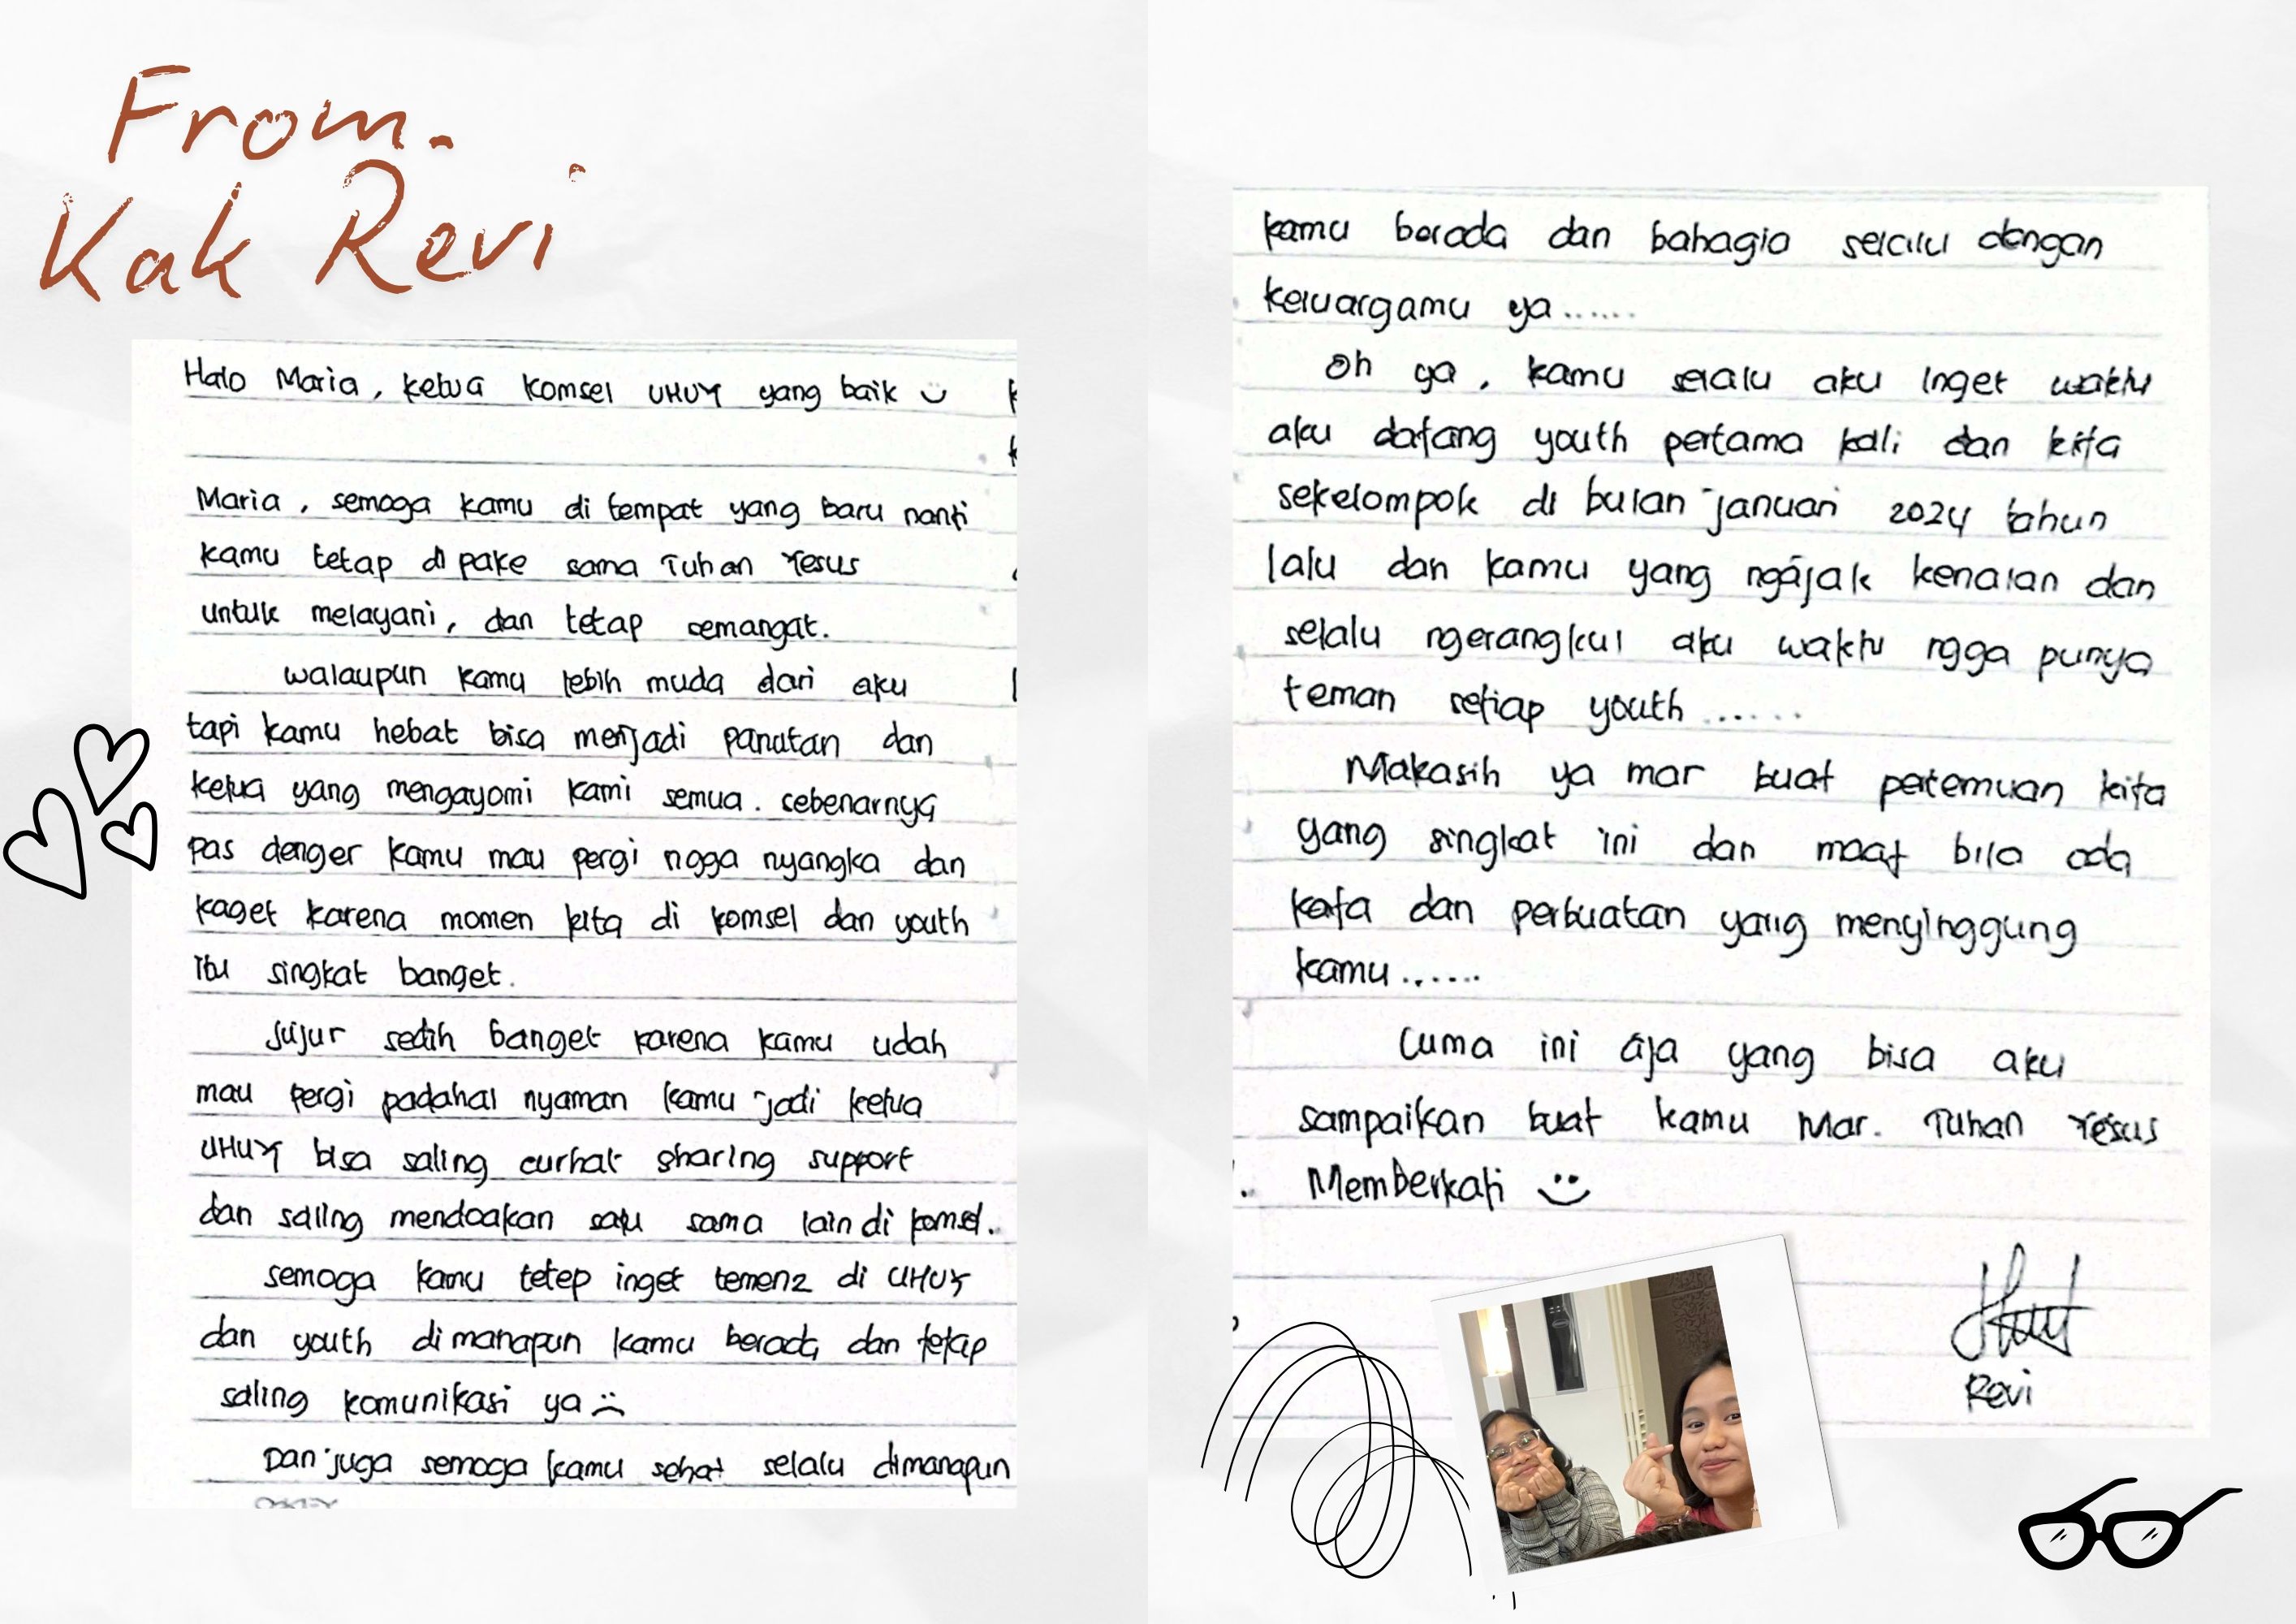 From.
Kak Revi
Halo Maria, ketua komsel UHUY yang baik
Maria, semoga kamu di tempat yang baru nanti
kamu tetap di pake sama Tuhan Yesus
untuk melayani, dan tetap semangat.
walaupun kamu lebih muda dari aku
tapi kamu hebat bisa menjadi panutan dan
ketua yang mengayomi kami semua. sebenarnya
pas denger kamu mau pergi ngga nyangka dan
kaget karena momen kita di komsel dan youth
itu singkat banget.
Jujur sedih banget karena kamu udah
mau pergi padahal nyaman kamu jadi ketua
UHUY bisa saling curhat sharing support
dan saling mendoakan satu sama lain di komsel.
semoga kamu tetep inget temenz di UHUY
dan youth dimanapun kamu berada dan tetap
saling komunikasi ya
Dan juga semoga kamu sehat selalu dimanapun
kamu berada dan bahagia selalu dengan
keluargamu ya......
Oh ya, kamu selalu aku inget waktu
aku datang youth pertama kali dan kita
sekelompok di bulan januari 2024 tahun
lalu dan kamu yang ngajak kenalan dan
selalu ngerangkul aku waktu ngga punya
teman setiap youth......
Makasih ya mar buat pertemuan kita
yang singkat ini dan maaf bila ada
kata dan perbuatan yang menyinggung
kamu......
Cuma ini aja yang bisa aku
sampaikan buat kamu Mar. Tuhan Yesus
Memberkati
Revi